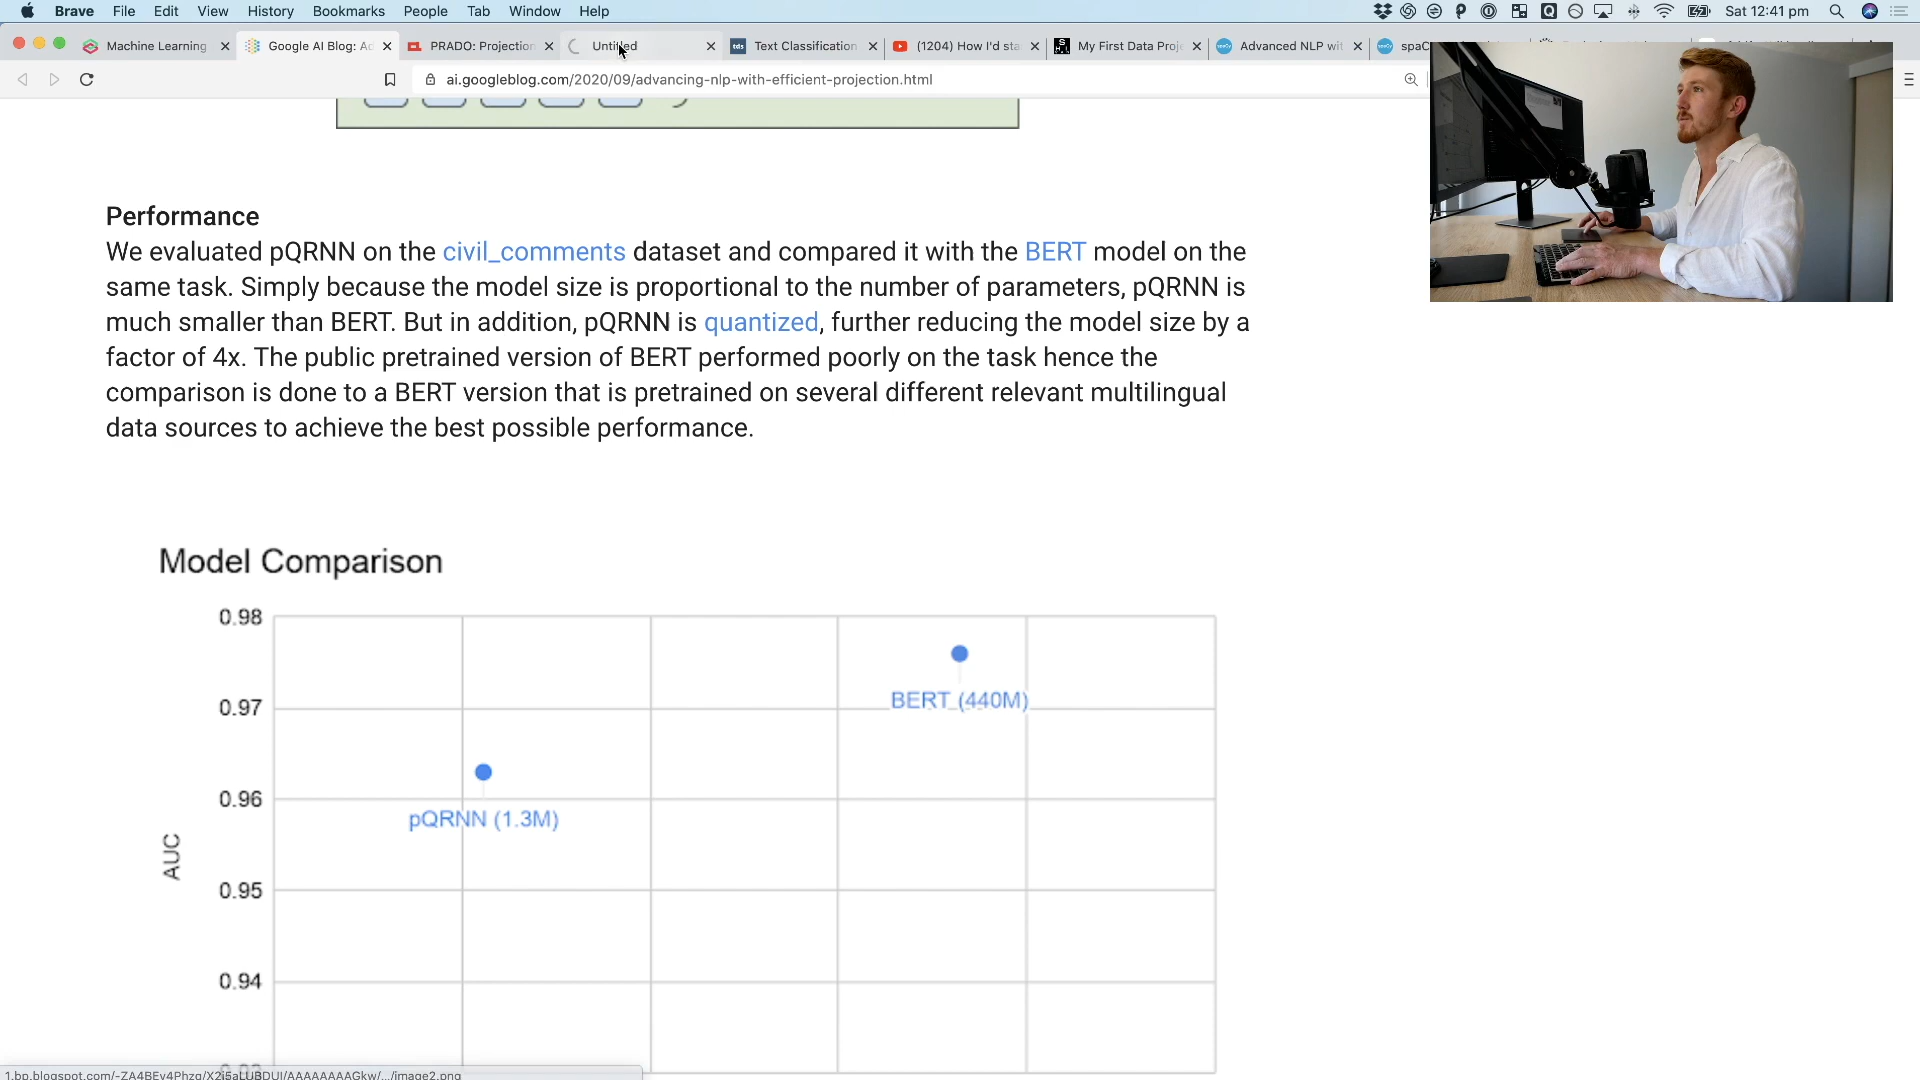 Brave File Edit View History Bookmarks People Tab Window Help Sat 12:41 pm
Machine Learning Google AI Blog: Ad PRADO: Projection Untitled tds Text Classification (1204) How I'd sta My First Data Proje Advanced NLP wit spaC
ai.googleblog.com/2020/09/advancing-nlp-with-efficient-projection.html
Performance
We evaluated pQRNN on the civil_comments dataset and compared it with the BERT model on the
same task. Simply because the model size is proportional to the number of parameters, pQRNN is
much smaller than BERT. But in addition, pQRNN is quantized, further reducing the model size by a
factor of 4x. The public pretrained version of BERT performed poorly on the task hence the
comparison is done to a BERT version that is pretrained on several different relevant multilingual
data sources to achieve the best possible performance.
Model Comparison
0.98
BERT (440M)
0.97
pQRNN (1.3M)
0.96
AUC
0.95
0.94